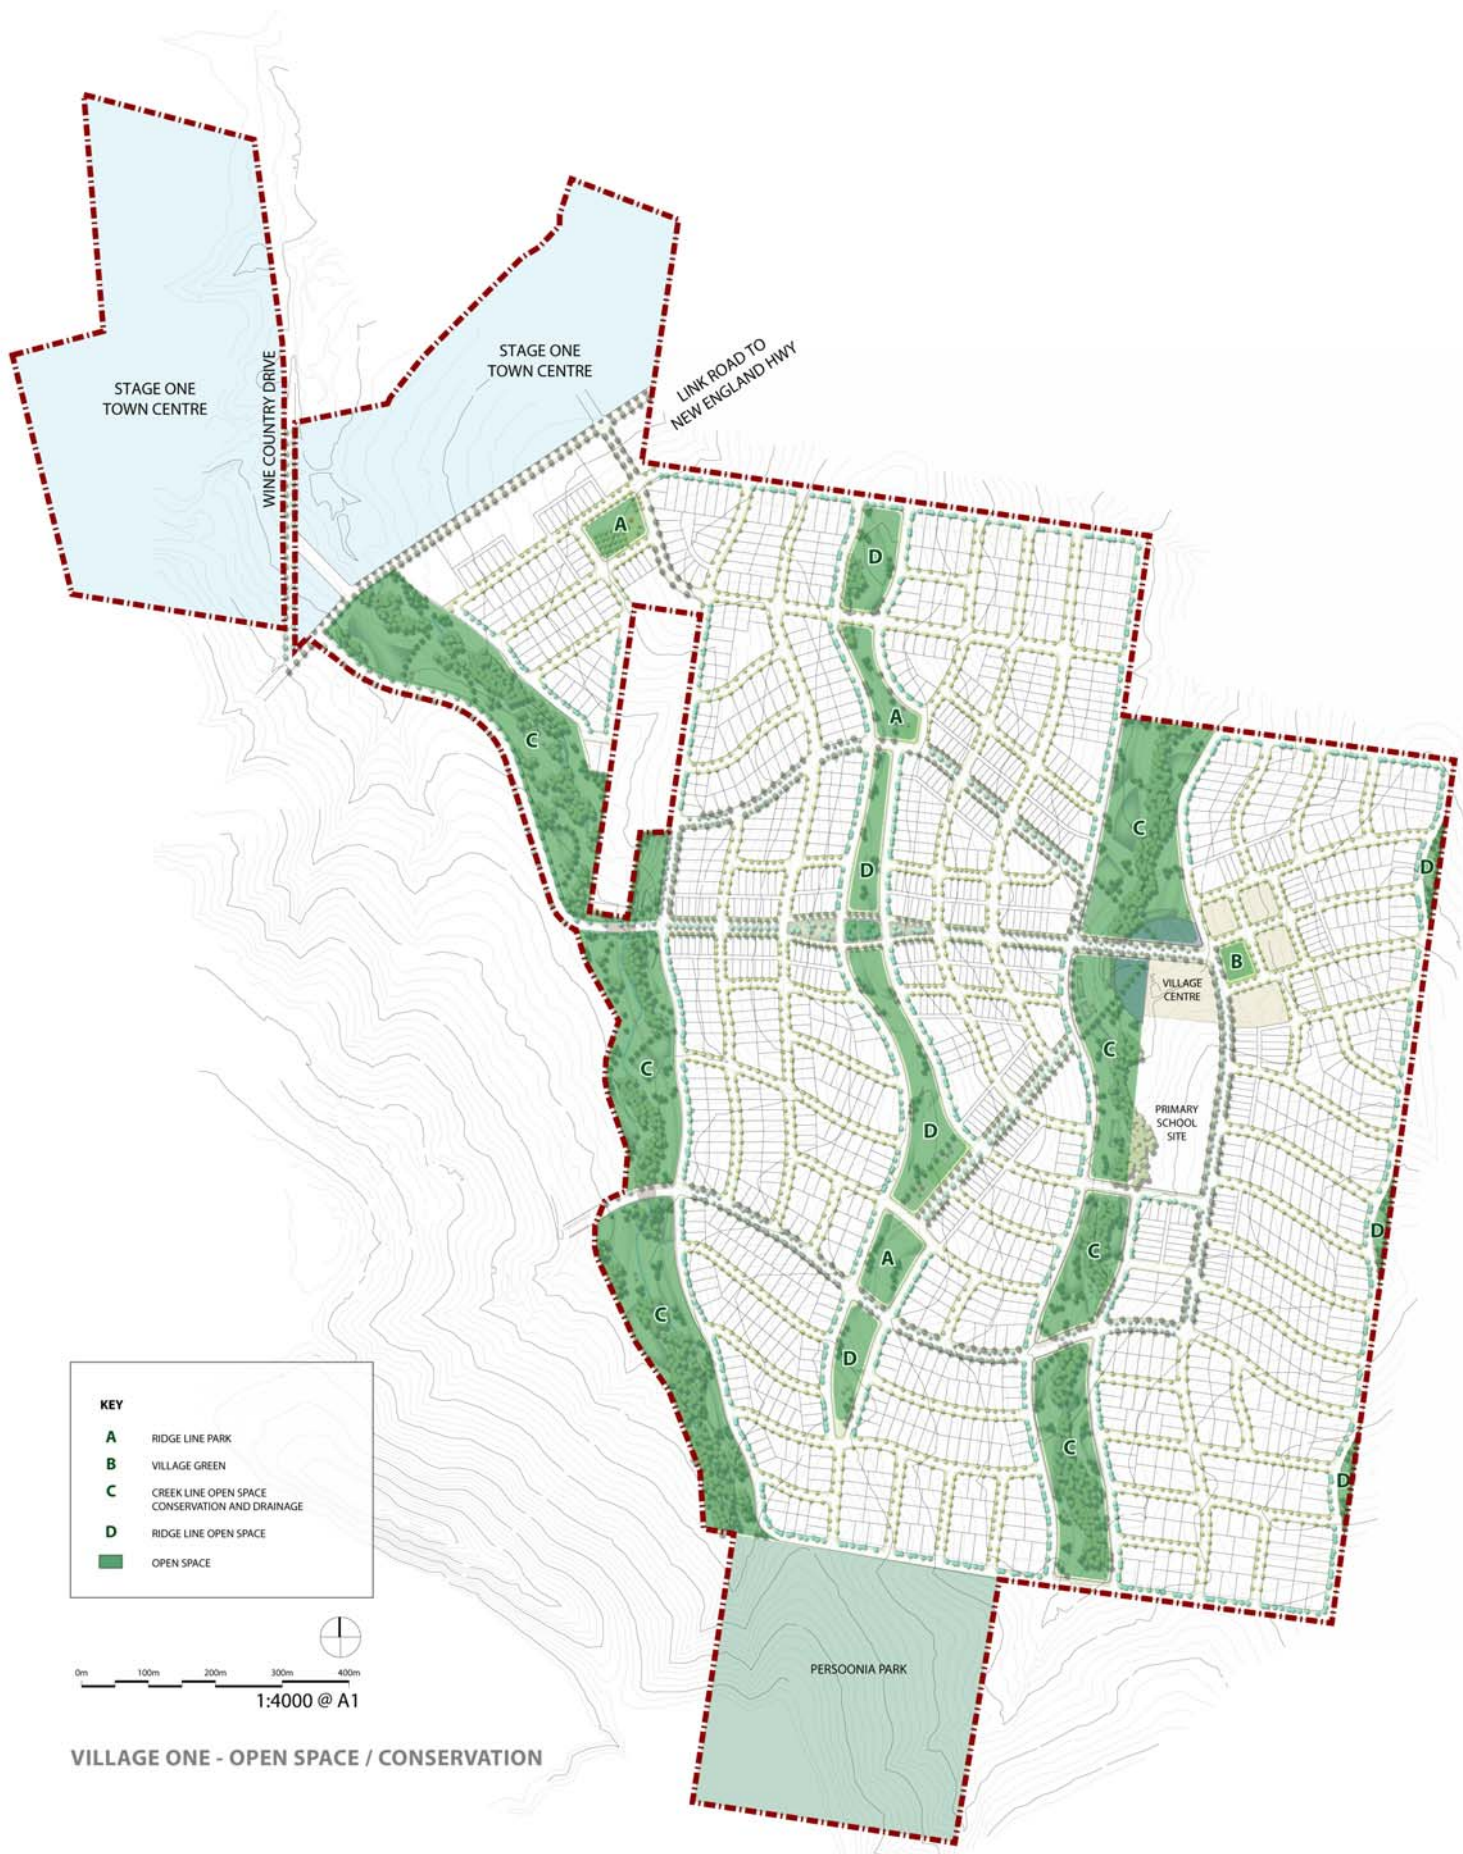 STAGE ONE
TOWN CENTRE
WINE COUNTRY DRIVE
STAGE ONE
TOWN CENTRE
LINK ROAD TO
NEW ENGLAND HWY
A
D
A
C
C
D
D
B
VILLAGE
CENTRE
C
C
D
PRIMARY
SCHOOL
SITE
D
C
A
C
D
C
D
KEY
A RIDGE LINE PARK
B VILLAGE GREEN
C CREEK LINE OPEN SPACE
CONSERVATION AND DRAINAGE
D RIDGE LINE OPEN SPACE
OPEN SPACE
0m 100m 200m 300m 400m
1:4000 @ A1
PERSOONIA PARK
VILLAGE ONE - OPEN SPACE / CONSERVATION